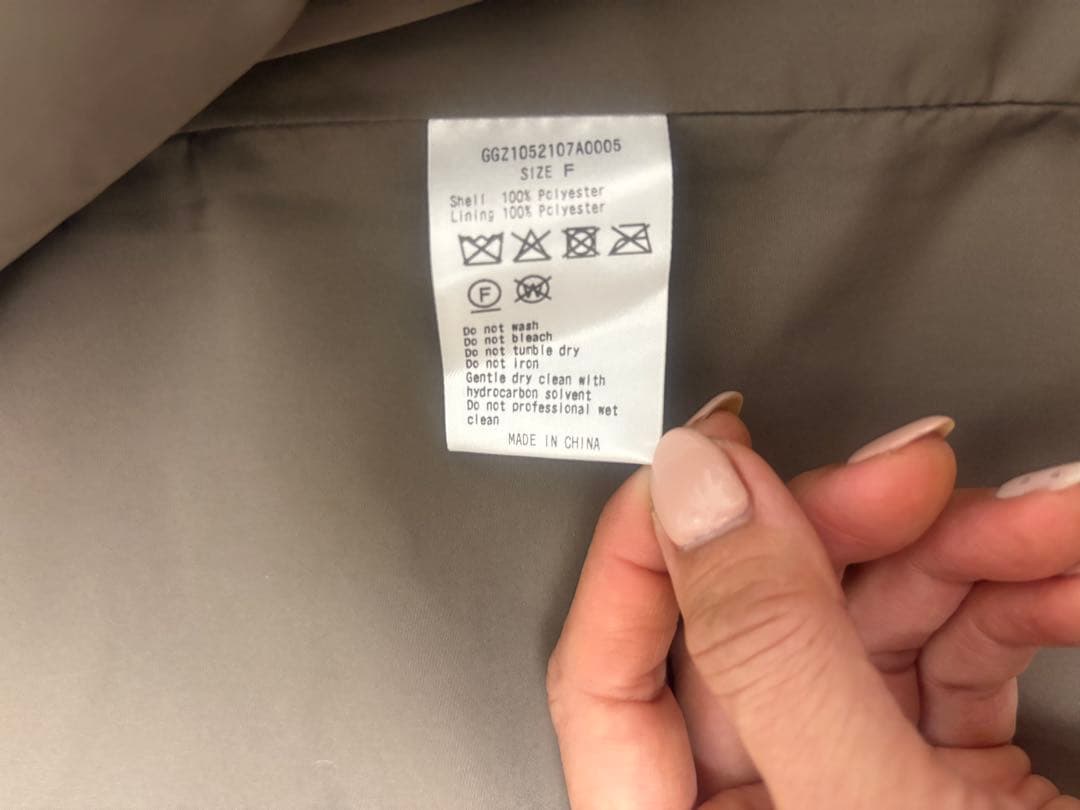 GGZ1052107A0005
SIZE F
Shell 100% Polyester
Lining 100% Polyester
F W
Do not wash
Do not bleach
Do not tumble dry
Do not iron
Gentle dry clean with
hydrocarbon solvent
Do not professional wet
clean
MADE IN CHINA